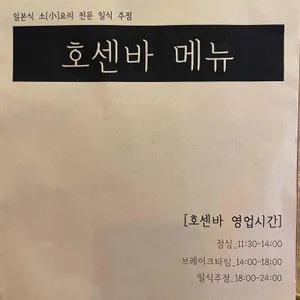 일본식 소(小)요리 전문 일식 주점
호센바 메뉴
[호센바 영업시간]
점심_11:30-14:00
브레이크타임_14:00-18:00
일식주점_18:00-24:00